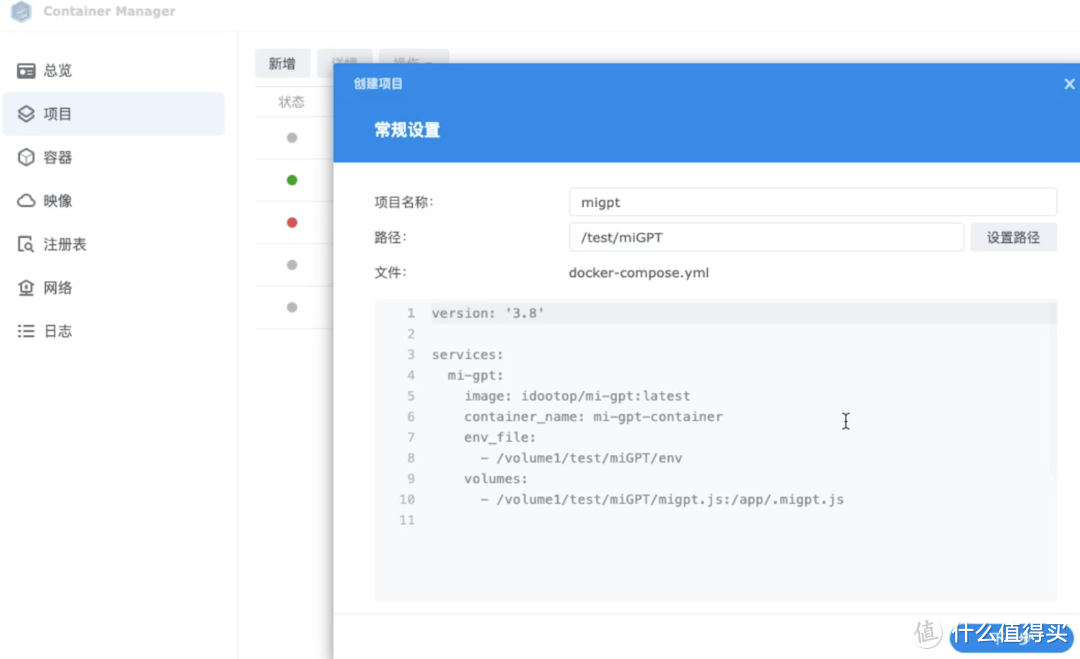 Container Manager
总览
项目
容器
映像
注册表
网络
日志
新增
状态
创建项目
X
常规设置
项目名称: migpt
路径: /test/miGPT 设置路径
文件: docker-compose.yml
1 version: '3.8'
2
3 services:
4 mi-gpt:
5 image: idootop/mi-gpt:latest
6 container_name: mi-gpt-container
7 env_file:
8 - /volume1/test/miGPT/env
9 volumes:
10 - /volume1/test/miGPT/migpt.js:/app/.migpt.js
11
值 什么值得买